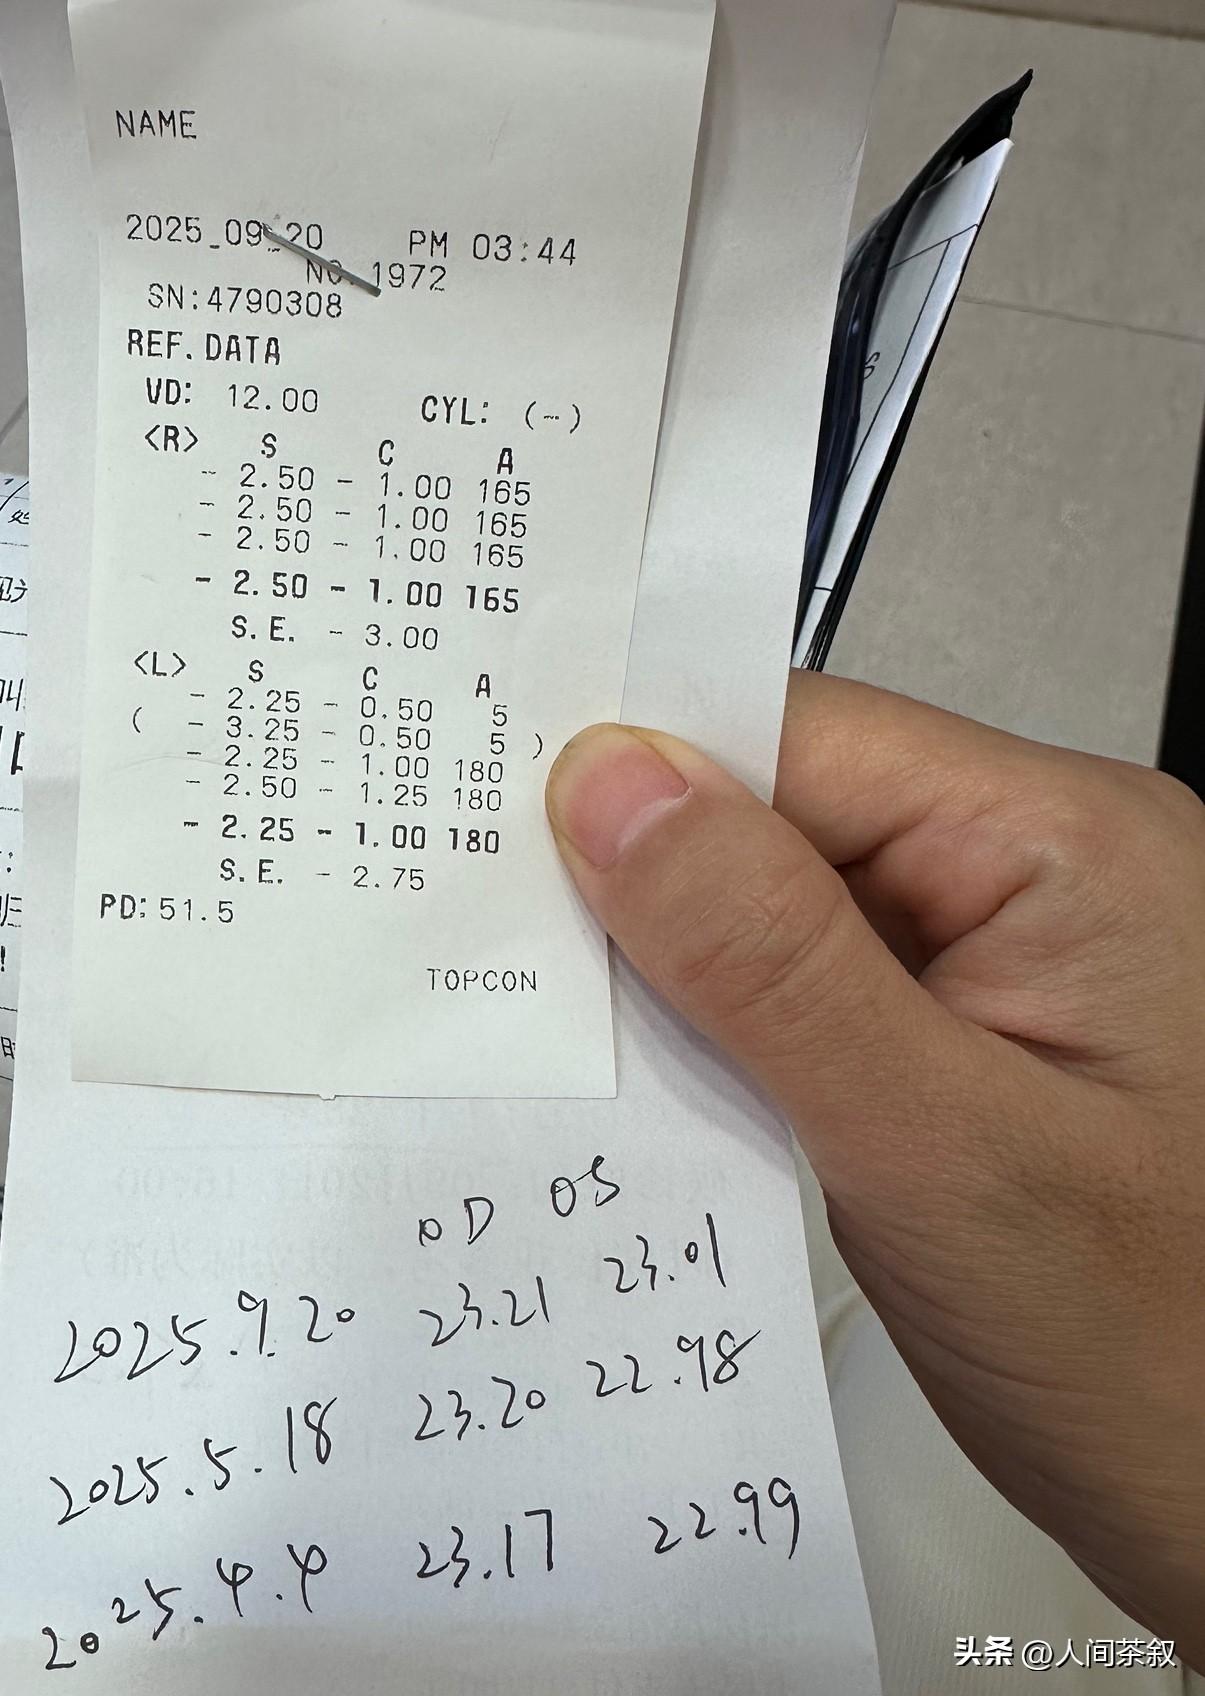 NAME
2025_09_20 PM 03:44
NO. 1972
SN:4790308
REF. DATA
VD: 12.00 CYL: (-)
<R> S C A
- 2.50 - 1.00 165
- 2.50 - 1.00 165
- 2.50 - 1.00 165
- 2.50 - 1.00 165
S.E. - 3.00
<L> S C A
- 2.25 - 0.50 5
( - 3.25 - 0.50 5 )
- 2.25 - 1.00 180
- 2.50 - 1.25 180
- 2.25 - 1.00 180
S.E. - 2.75
PD: 51.5
TOPCON
OD OS
2025.9.20 23.21 23.01
2025.5.18 23.20 22.98
2025.4.4 23.17 22.99
头条 @人间茶叙